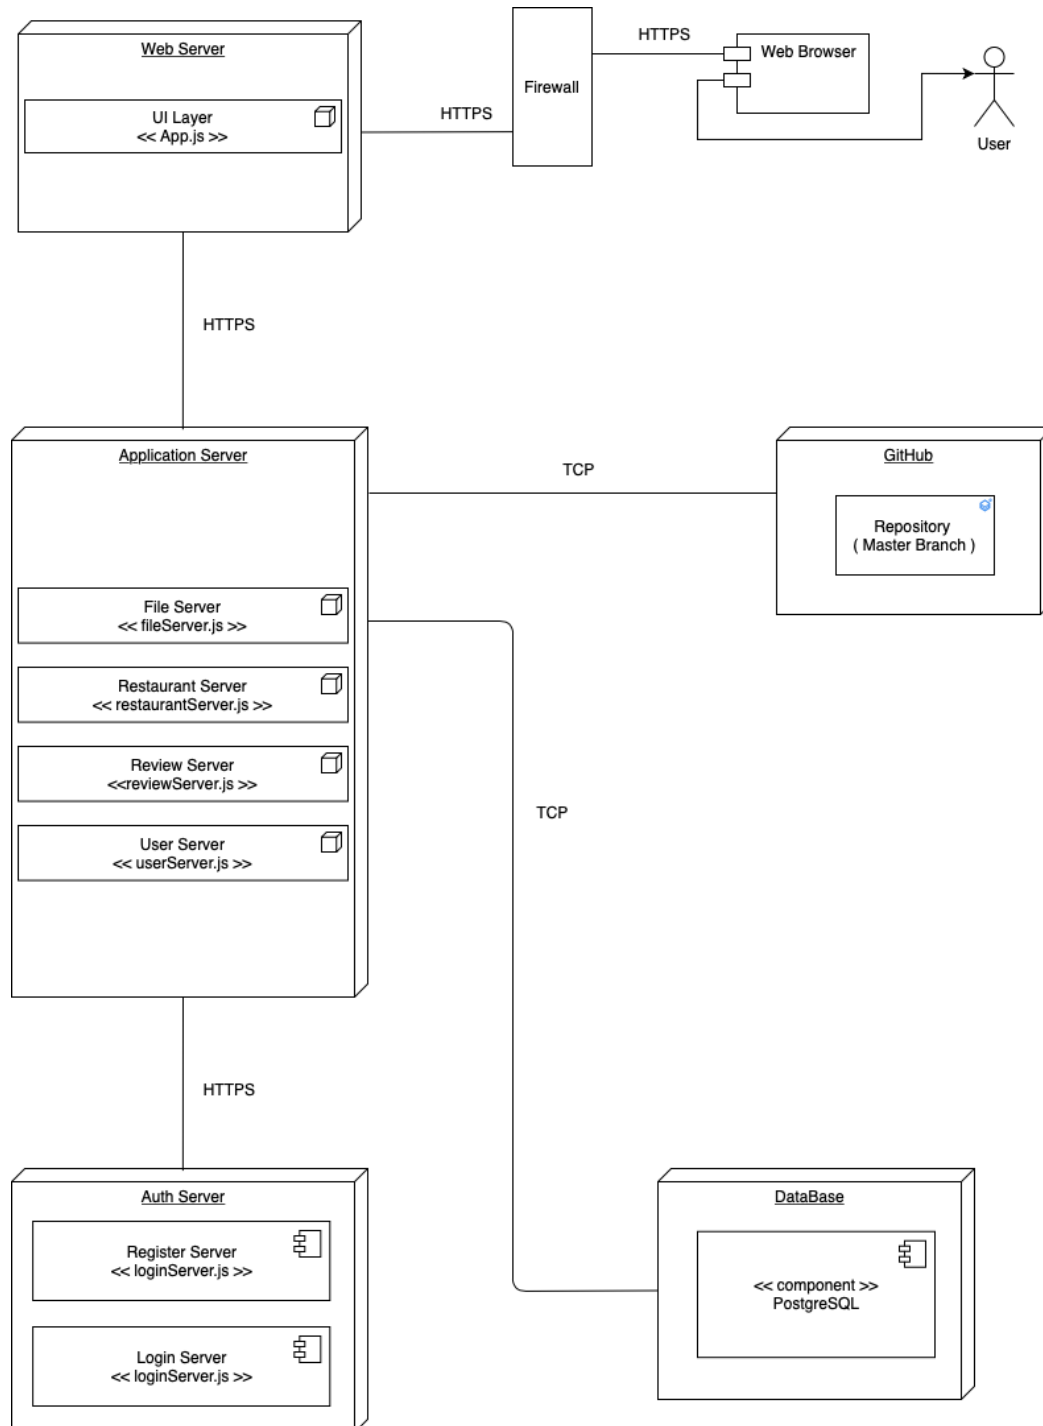 Web Server
UI Layer
<< App.js >>
HTTPS
Firewall
HTTPS
Web Browser
User
HTTPS
Application Server
File Server
<< fileServer.js >>
Restaurant Server
<< restaurantServer.js >>
Review Server
<<reviewServer.js >>
User Server
<< userServer.js >>
TCP
GitHub
Repository
( Master Branch )
TCP
HTTPS
Auth Server
Register Server
<< loginServer.js >>
Login Server
<< loginServer.js >>
DataBase
<< component >>
PostgreSQL